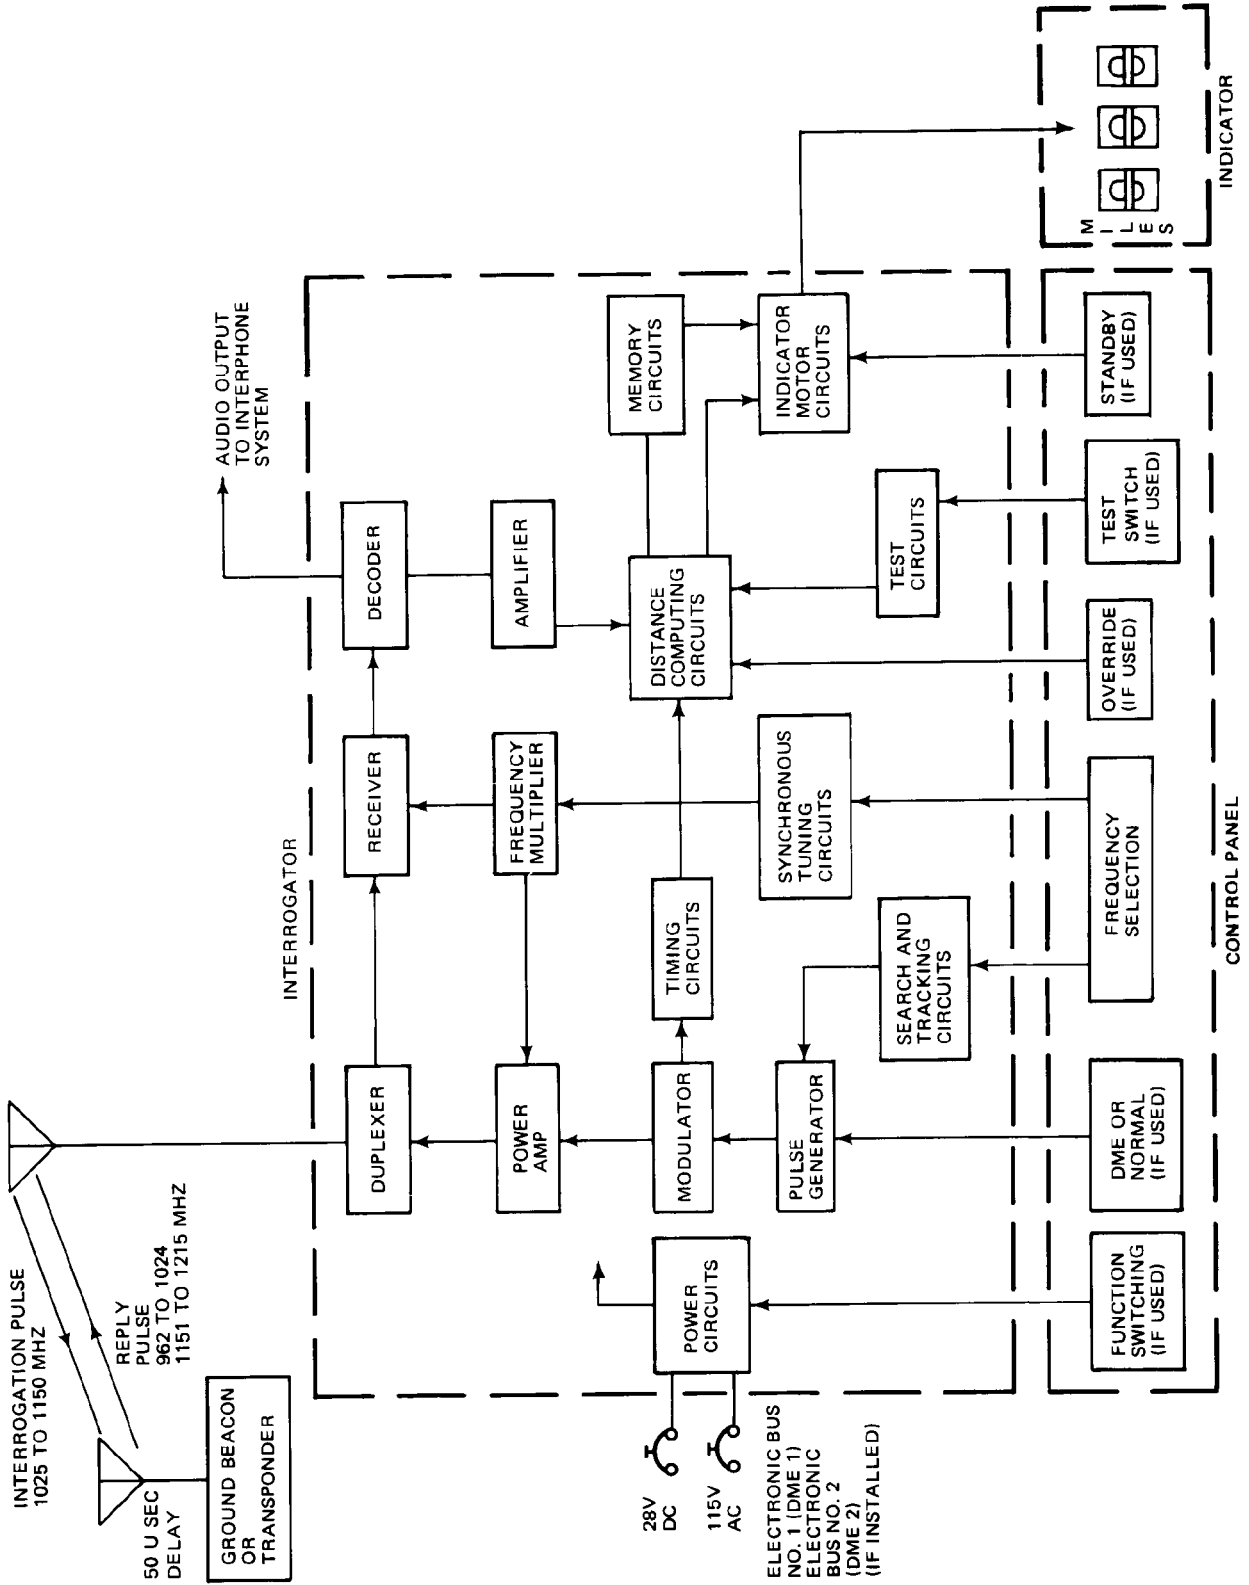 INTERROGATION PULSE
1025 TO 1150 MHZ
REPLY
PULSE
962 TO 1024
1151 TO 1215 MHZ
50 U SEC
DELAY
GROUND BEACON
OR
TRANSPONDER
INTERROGATOR
AUDIO OUTPUT
TO INTERPHONE
SYSTEM
DUPLEXER
RECEIVER
DECODER
POWER
AMP
FREQUENCY
MULTIPLIER
AMPLIFIER
28V
DC
115V
AC
ELECTRONIC BUS
NO. 1 (DME 1)
ELECTRONIC
BUS NO. 2
(DME 2)
(IF INSTALLED)
POWER
CIRCUITS
MODULATOR
TIMING
CIRCUITS
DISTANCE
COMPUTING
CIRCUITS
MEMORY
CIRCUITS
PULSE
GENERATOR
SYNCHRONOUS
TUNING
CIRCUITS
INDICATOR
MOTOR
CIRCUITS
SEARCH AND
TRACKING
CIRCUITS
TEST
CIRCUITS
FUNCTION
SWITCHING
(IF USED)
DME OR
NORMAL
(IF USED)
FREQUENCY
SELECTION
OVERRIDE
(IF USED)
TEST
SWITCH
(IF USED)
STANDBY
(IF USED)
CONTROL PANEL
MILES
INDICATOR